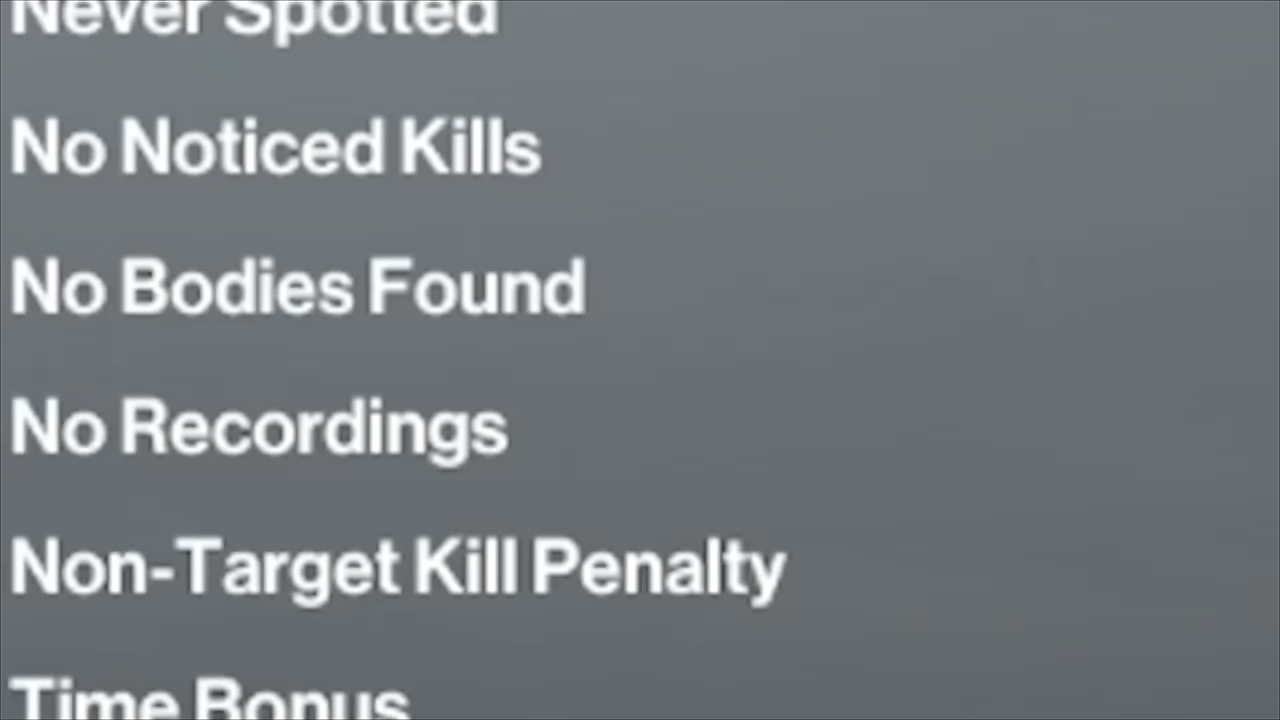 Never Spotted
No Noticed Kills
No Bodies Found
No Recordings
Non-Target Kill Penalty
Time Bonus